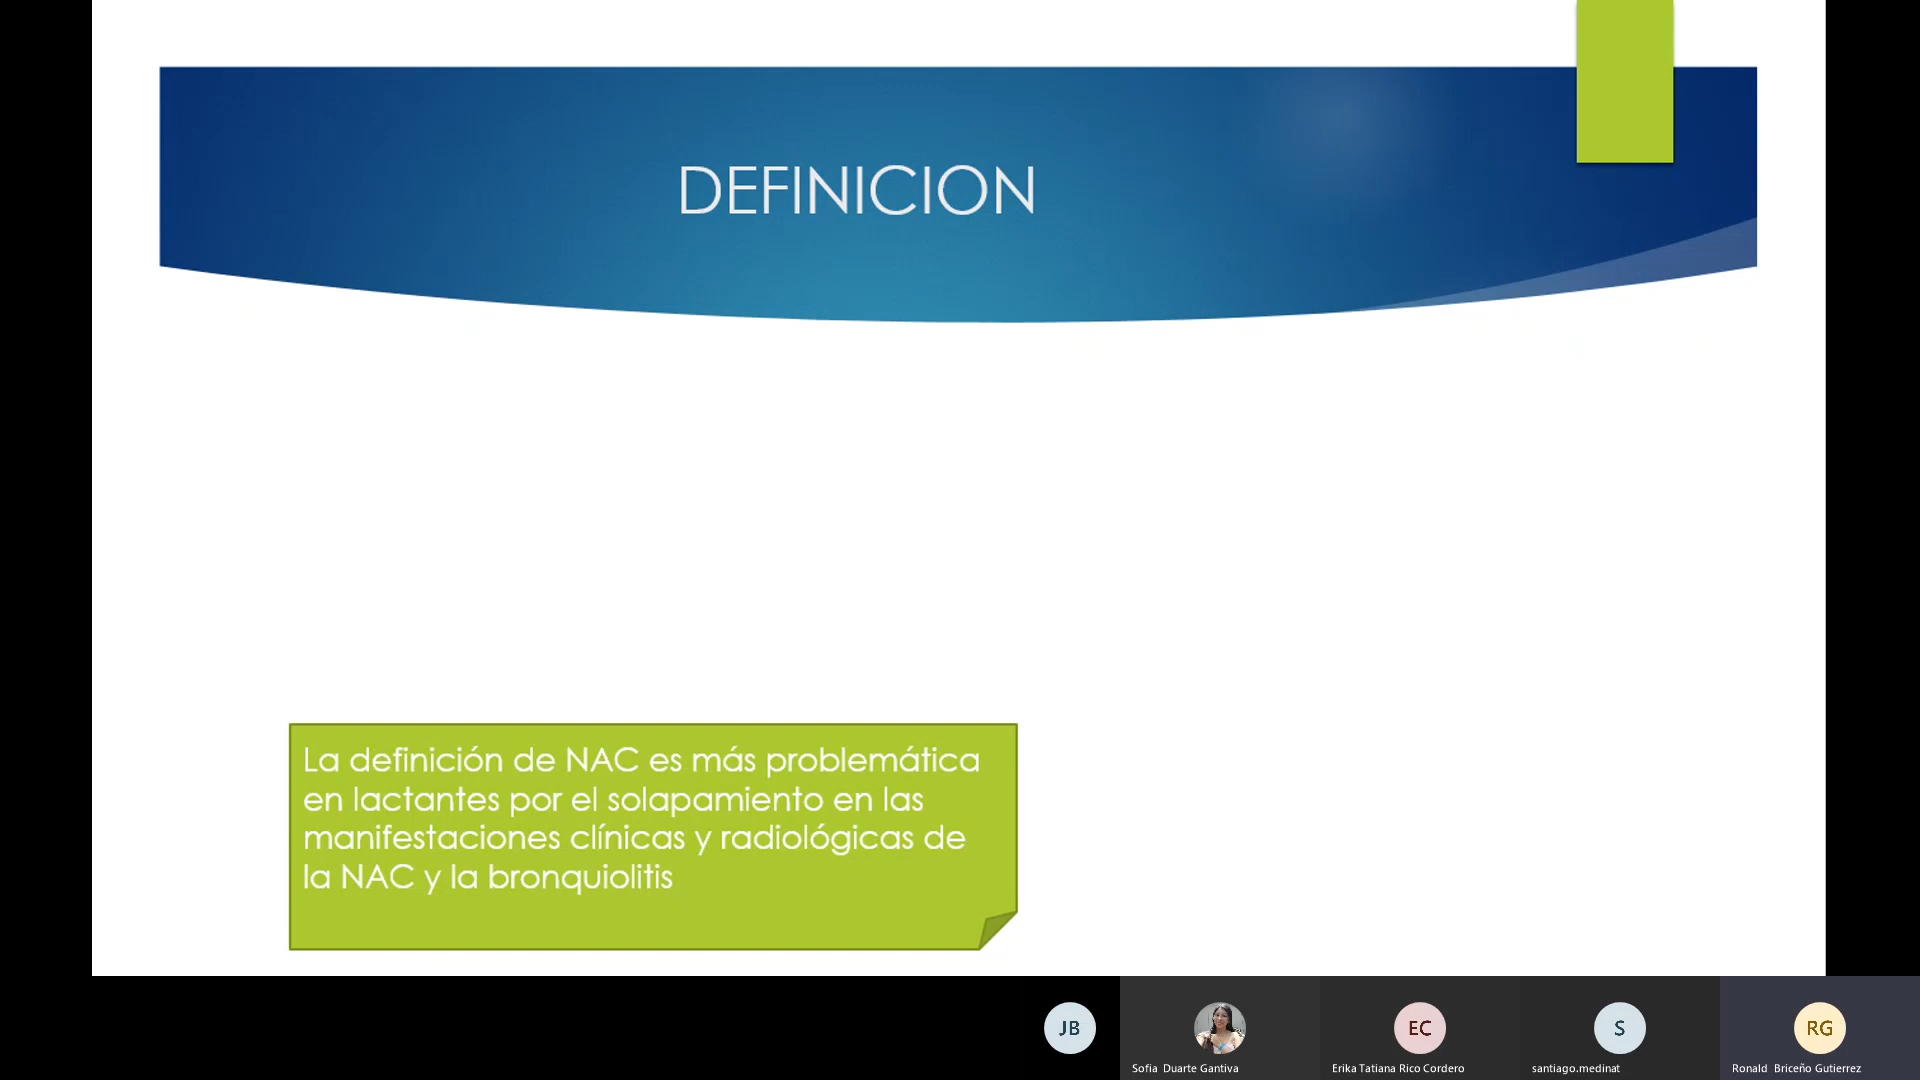 DEFINICION
La definición de NAC es más problemática
en lactantes por el solapamiento en las
manifestaciones clínicas y radiológicas de
la NAC y la bronquiolitis
JB
EC
S
RG
Sofia Duarte Gantiva
Erika Tatiana Rico Cordero
santiago.medinat
Ronald Briceño Gutierrez